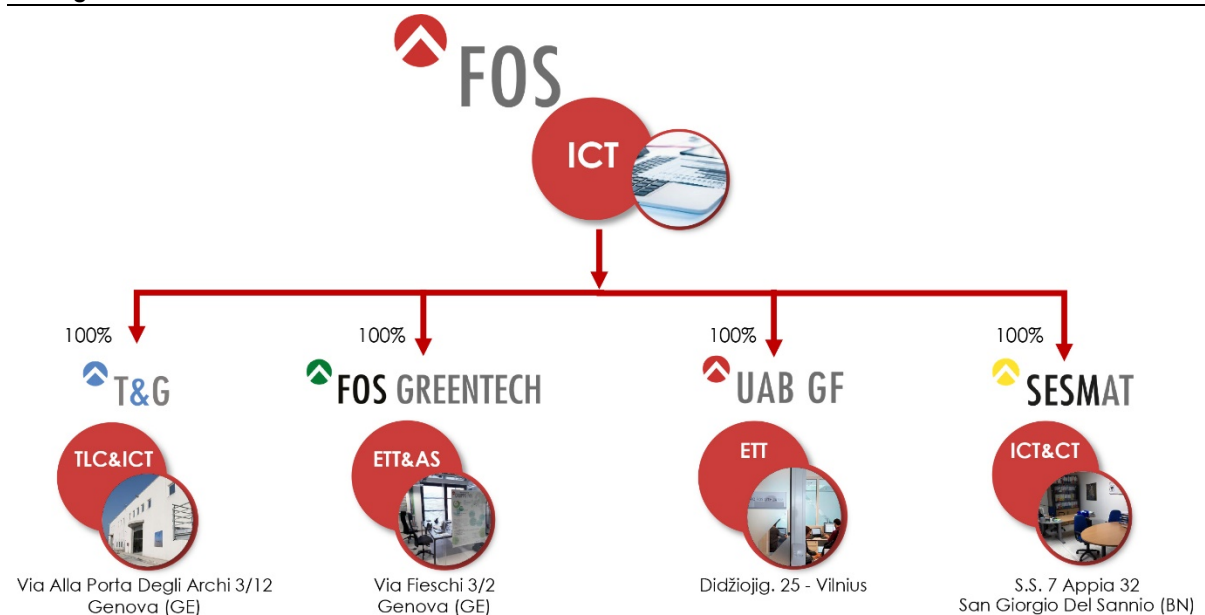 FOS
ICT
100%
100%
100%
100%
T&G
FOS GREENTECH
UAB GF
SESMAT
TLC&ICT
ETT&AS
ETT
ICT&CT
Via Alla Porta Degli Archi 3/12
Genova (GE)
Via Fieschi 3/2
Genova (GE)
Didžiojig. 25 - Vilnius
S.S. 7 Appia 32
San Giorgio Del Sannio (BN)